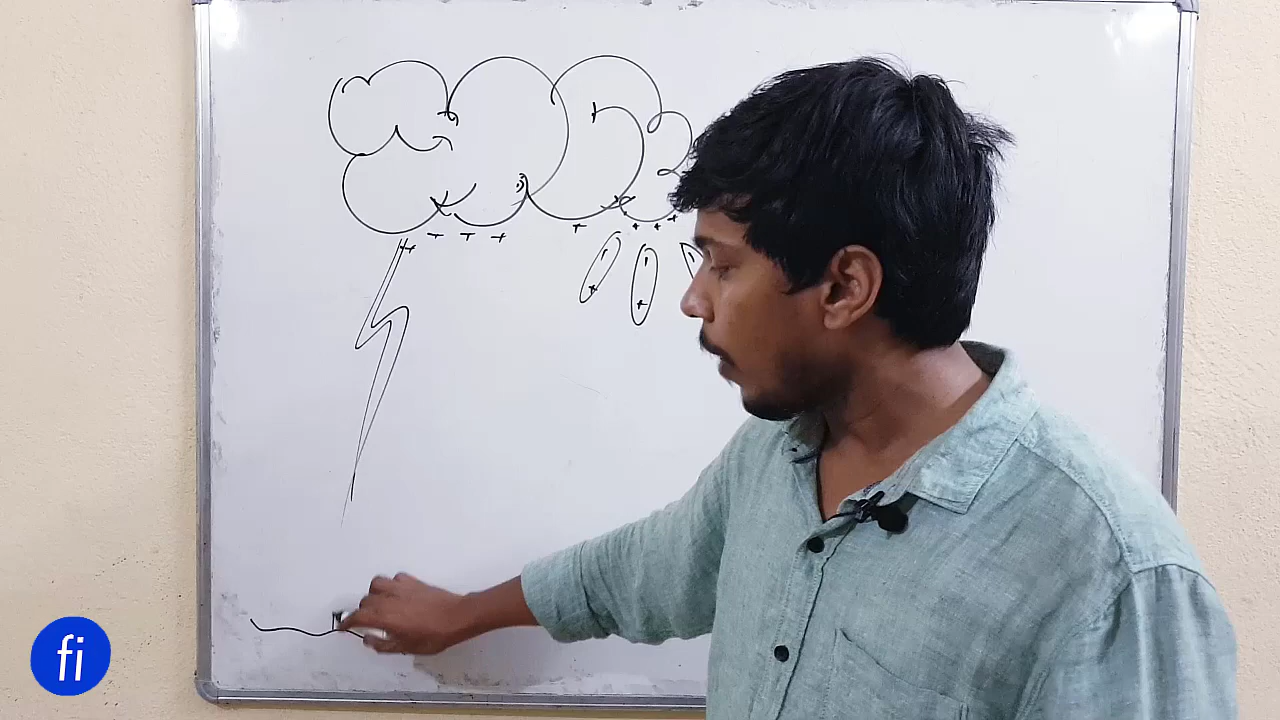 + + + + + + + +
fi